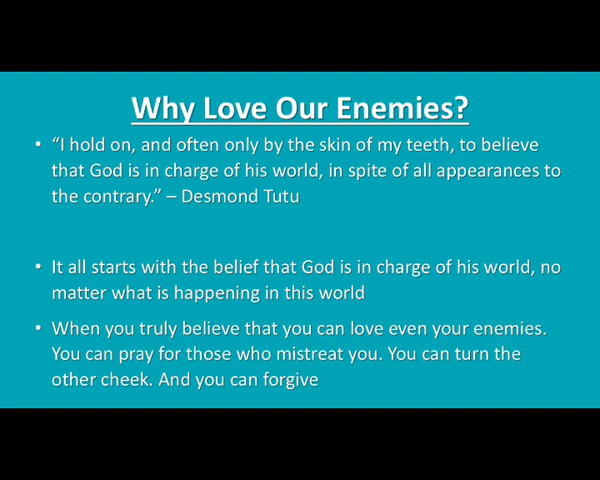 Why Love Our Enemies?
• “I hold on, and often only by the skin of my teeth, to believe
that God is in charge of his world, in spite of all appearances to
the contrary.” – Desmond Tutu
• It all starts with the belief that God is in charge of his world, no
matter what is happening in this world
• When you truly believe that you can love even your enemies.
You can pray for those who mistreat you. You can turn the
other cheek. And you can forgive